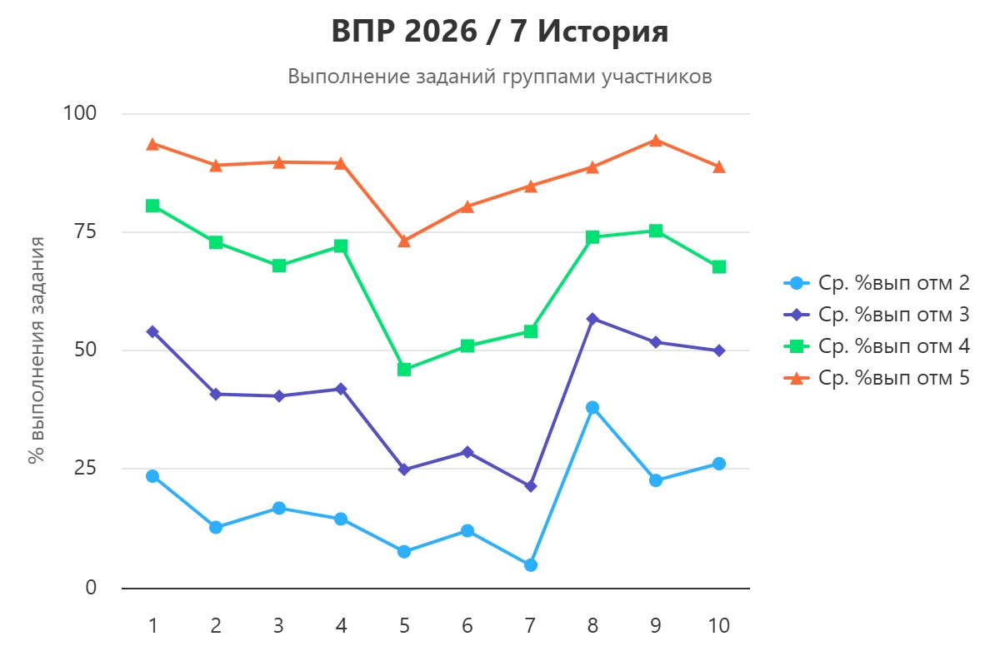 ВПР 2026 / 7 История
Выполнение заданий группами участников
% выполнения задания
100
75
50
25
0
1 2 3 4 5 6 7 8 9 10
Ср. %вып отм 2
Ср. %вып отм 3
Ср. %вып отм 4
Ср. %вып отм 5